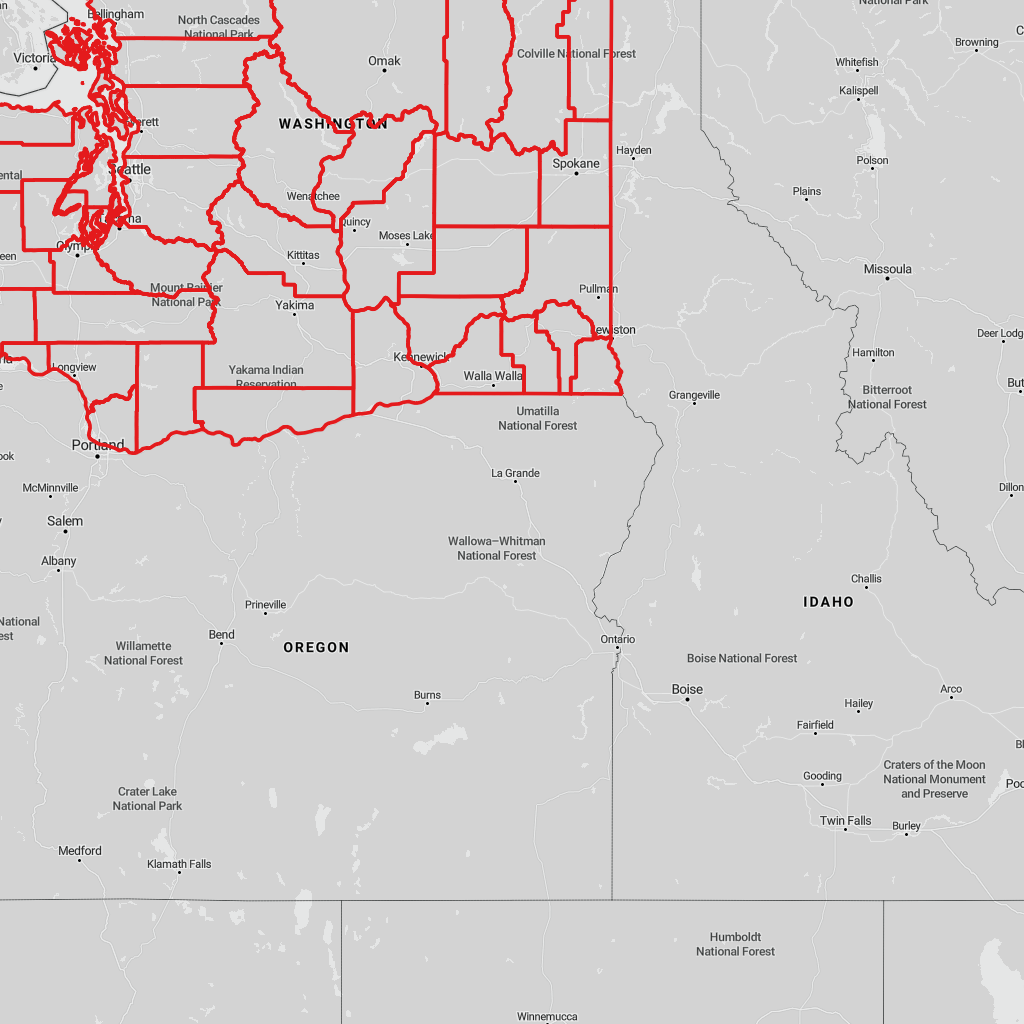 Bellingham
North Cascades
National Park
National Park
Browning
Victoria
Omak
Colville National Forest
Whitefish
Kalispell
WASHINGTON
Seattle
Spokane
Hayden
Polson
Plains
Wenatchee
Quincy
Moses Lake
Kittitas
Missoula
Mount Rainier
National Park
Yakima
Pullman
Lewiston
Deer Lodg
Kennewick
Hamilton
Longview
Yakama Indian
Reservation
Walla Walla
Bitterroot
National Forest
Grangeville
Umatilla
National Forest
Portland
McMinnville
La Grande
Dillon
Salem
Wallowa–Whitman
National Forest
Albany
Challis
IDAHO
Prineville
National
est
Bend
Ontario
OREGON
Willamette
National Forest
Boise National Forest
Boise
Burns
Arco
Hailey
Fairfield
Craters of the Moon
National Monument
and Preserve
Gooding
Crater Lake
National Park
Twin Falls
Burley
Medford
Klamath Falls
Humboldt
National Forest
Winnemucca